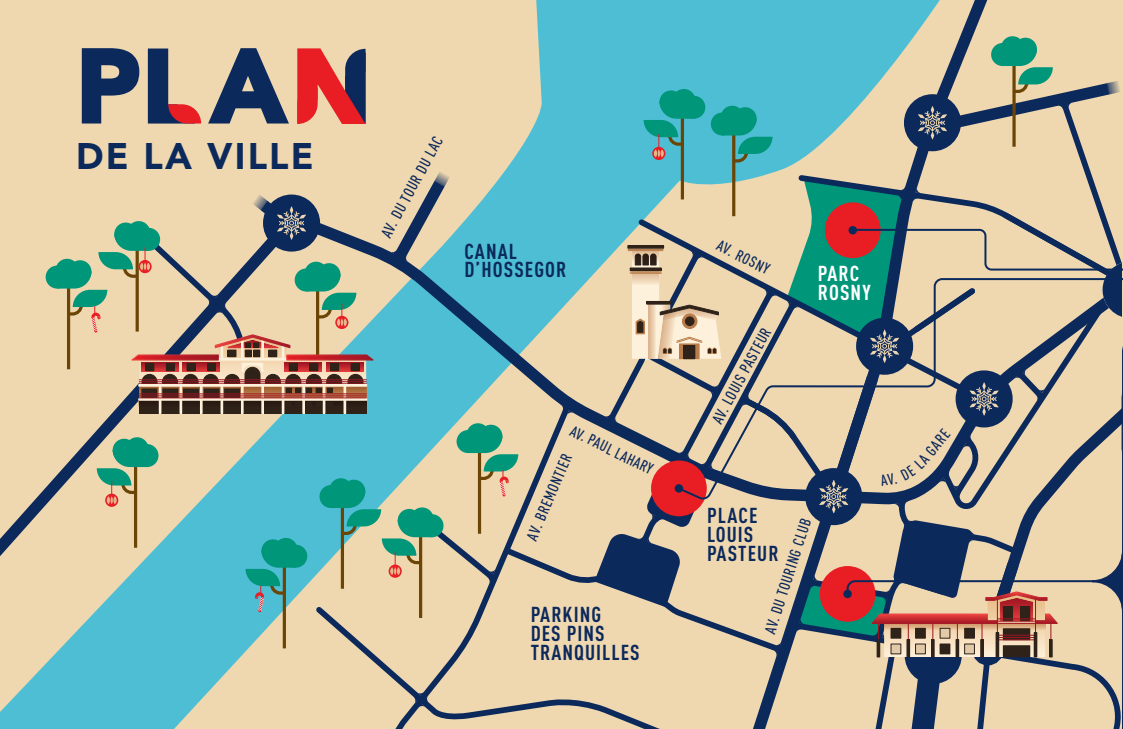 PLAN
DE LA VILLE
AV. DU TOUR DU LAC
CANAL
D'HOSSEGOR
AV. ROSNY
PARC
ROSNY
AV. LOUIS PASTEUR
AV. PAUL LAHARY
AV. BREMONTIER
AV. DE LA GARE
PLACE
LOUIS
PASTEUR
AV. DU TOURING CLUB
PARKING
DES PINS
TRANQUILLES